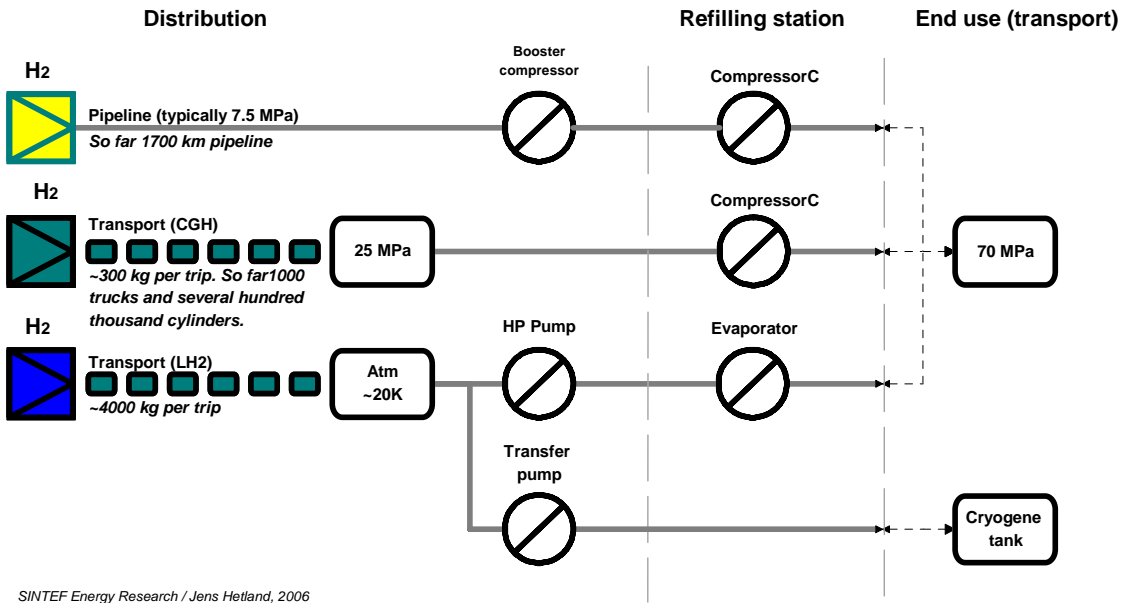 Distribution
Refilling station
End use (transport)
H2
Booster
compressor
CompressorC
Pipeline (typically 7.5 MPa)
So far 1700 km pipeline
H2
CompressorC
Transport (CGH)
25 MPa
70 MPa
~300 kg per trip. So far1000
trucks and several hundred
thousand cylinders.
H2
HP Pump
Evaporator
Transport (LH2)
Atm
~20K
~4000 kg per trip
Transfer
pump
Cryogene
tank
SINTEF Energy Research / Jens Hetland, 2006